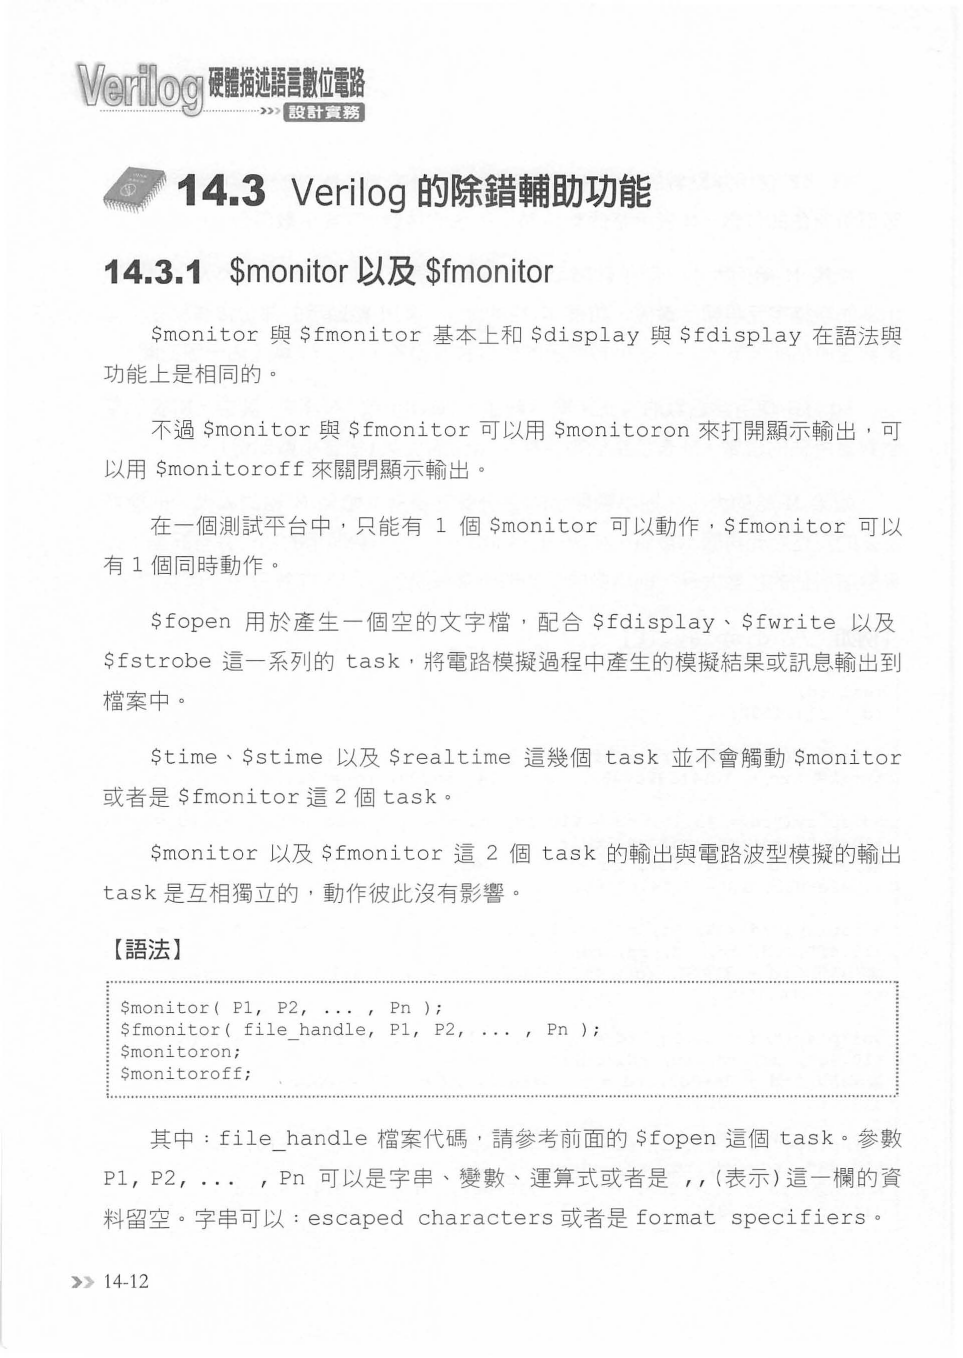 Verilog 硬體描述語言數位電路
>>> 設計實務
14.3 Verilog 的除錯輔助功能
14.3.1 $monitor 以及 $fmonitor
$monitor 與 $fmonitor 基本上和 $display 與 $fdisplay 在語法與
功能上是相同的。
不過 $monitor 與 $fmonitor 可以用 $monitoron 來打開顯示輸出，可
以用 $monitoroff 來關閉顯示輸出。
在一個測試平台中，只能有 1 個 $monitor 可以動作，$fmonitor 可以
有 1 個同時動作。
$fopen 用於產生一個空的文字檔，配合 $fdisplay、$fwrite 以及
$fstrobe 這一系列的 task，將電路模擬過程中產生的模擬結果或訊息輸出到
檔案中。
$time、$stime 以及 $realtime 這幾個 task 並不會觸動 $monitor
或者是 $fmonitor 這 2 個 task。
$monitor 以及 $fmonitor 這 2 個 task 的輸出與電路波型模擬的輸出
task 是互相獨立的，動作彼此沒有影響。
【語法】
$monitor( P1, P2, ... , Pn );
$fmonitor( file_handle, P1, P2, ... , Pn );
$monitoron;
$monitoroff;
其中：file_handle 檔案代碼，請參考前面的 $fopen 這個 task。參數
P1, P2, ... , Pn 可以是字串、變數、運算式或者是 ,,(表示)這一欄的資
料留空。字串可以：escaped characters 或者是 format specifiers。
>> 14-12